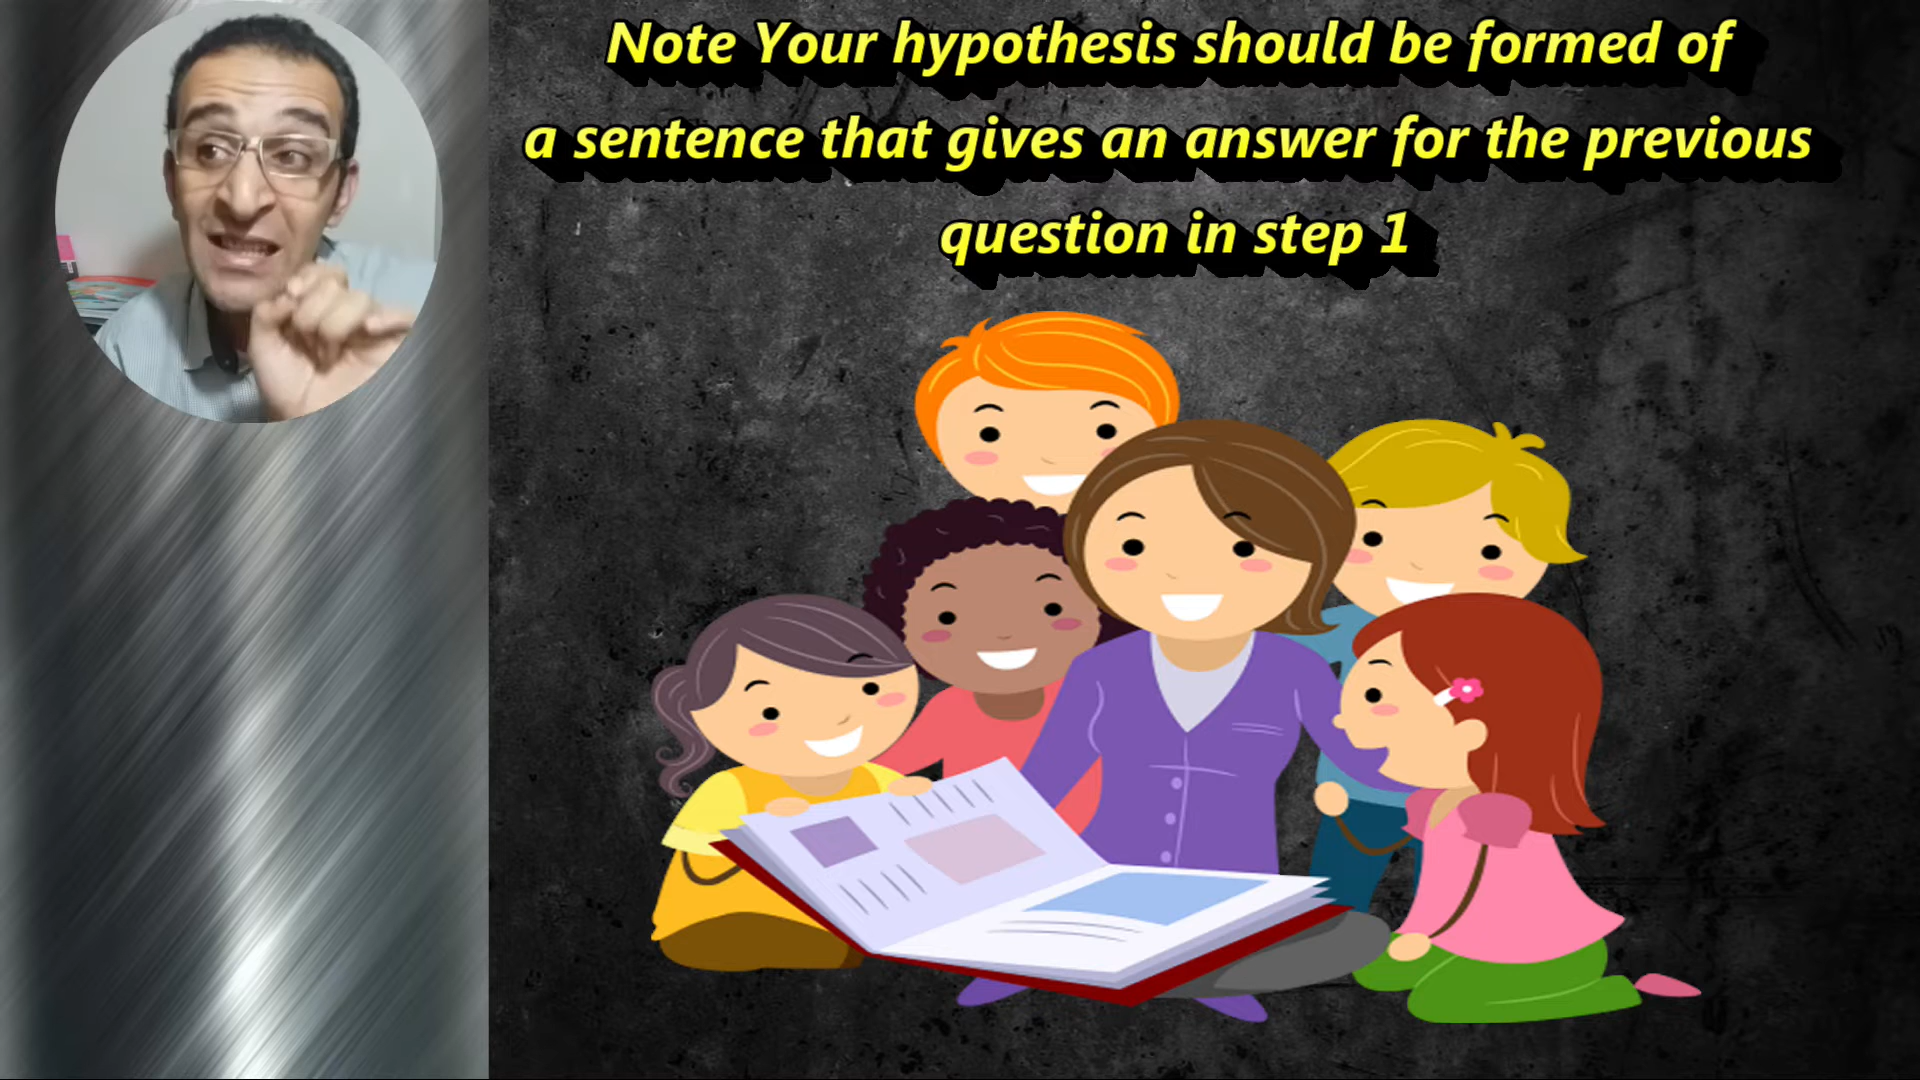 Note Your hypothesis should be formed of
a sentence that gives an answer for the previous
question in step 1